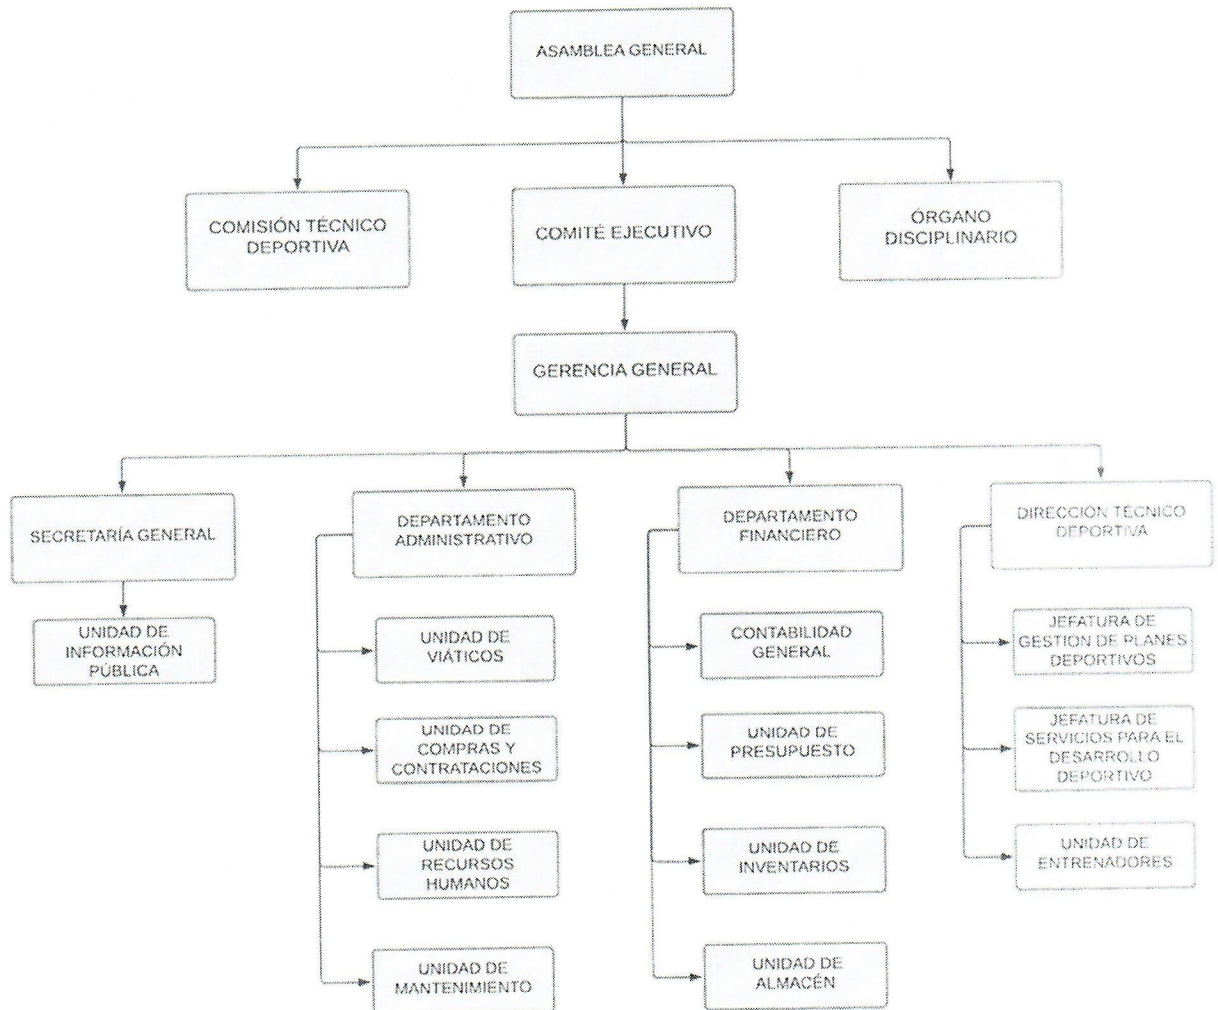 ASAMBLEA GENERAL
COMISIÓN TÉCNICO
DEPORTIVA
COMITÉ EJECUTIVO
ÓRGANO
DISCIPLINARIO
GERENCIA GENERAL
SECRETARÍA GENERAL
UNIDAD DE
INFORMACIÓN
PÚBLICA
DEPARTAMENTO
ADMINISTRATIVO
UNIDAD DE
VIÁTICOS
UNIDAD DE
COMPRAS Y
CONTRATACIONES
UNIDAD DE
RECURSOS
HUMANOS
UNIDAD DE
MANTENIMIENTO
DEPARTAMENTO
FINANCIERO
CONTABILIDAD
GENERAL
UNIDAD DE
PRESUPUESTO
UNIDAD DE
INVENTARIOS
UNIDAD DE
ALMACÉN
DIRECCIÓN TÉCNICO
DEPORTIVA
JEFATURA DE
GESTIÓN DE PLANES
DEPORTIVOS
JEFATURA DE
SERVICIOS PARA EL
DESARROLLO
DEPORTIVO
UNIDAD DE
ENTRENADORES